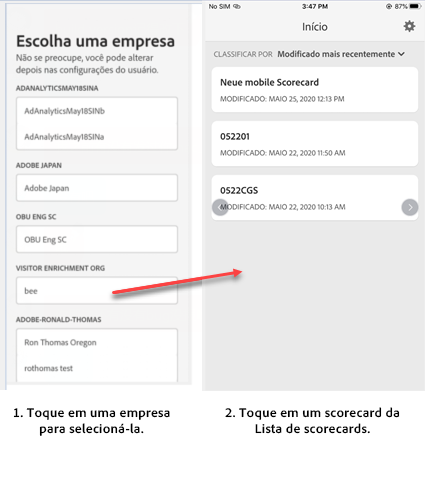 Escolha uma empresa
Não se preocupe, você pode alterar
depois nas configurações do usuário.
ADANALYTICSMAY18SINA
AdAnalyticsMay18SINb
AdAnalyticsMay18SINa
ADOBE JAPAN
Adobe Japan
OBU ENG SC
OBU Eng SC
VISITOR ENRICHMENT ORG
bee
ADOBE-RONALD-THOMAS
Ron Thomas Oregon
rothomas test
No SIM
3:47 PM
87%
Início
CLASSIFICAR POR Modificado mais recentemente
Neue mobile Scorecard
MODIFICADO: MAIO 25, 2020 12:13 PM
052201
MODIFICADO: MAIO 22, 2020 11:50 AM
0522CGS
MODIFICADO: MAIO 22, 2020 10:13 AM
1. Toque em uma empresa
para selecioná-la.
2. Toque em um scorecard da
Lista de scorecards.